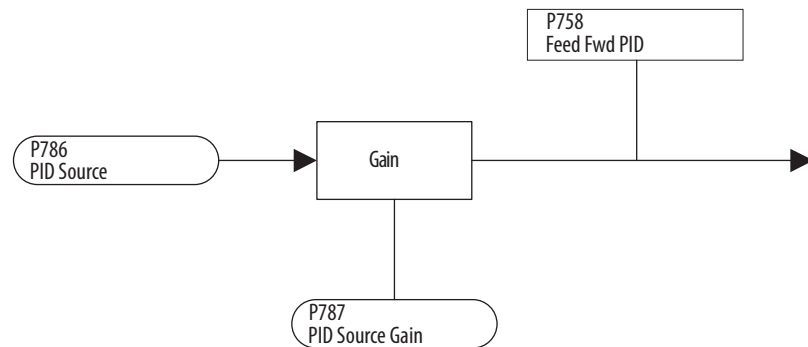 P758
Feed Fwd PID
P786
PID Source
Gain
P787
PID Source Gain